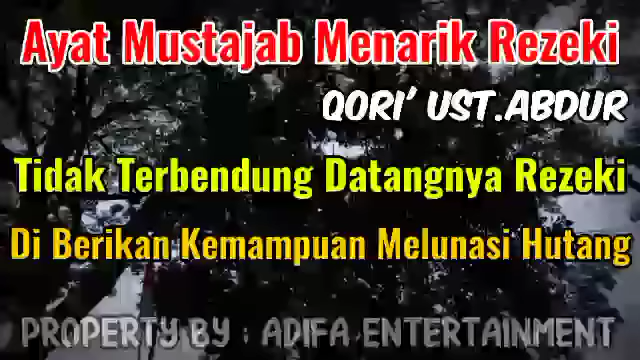 Ayat Mustajab Menarik Rezeki
QORI' UST.ABDUR
Tidak Terbendung Datangnya Rezeki
Di Berikan Kemampuan Melunasi Hutang
PROPERTY BY : ADIFA ENTERTAINMENT